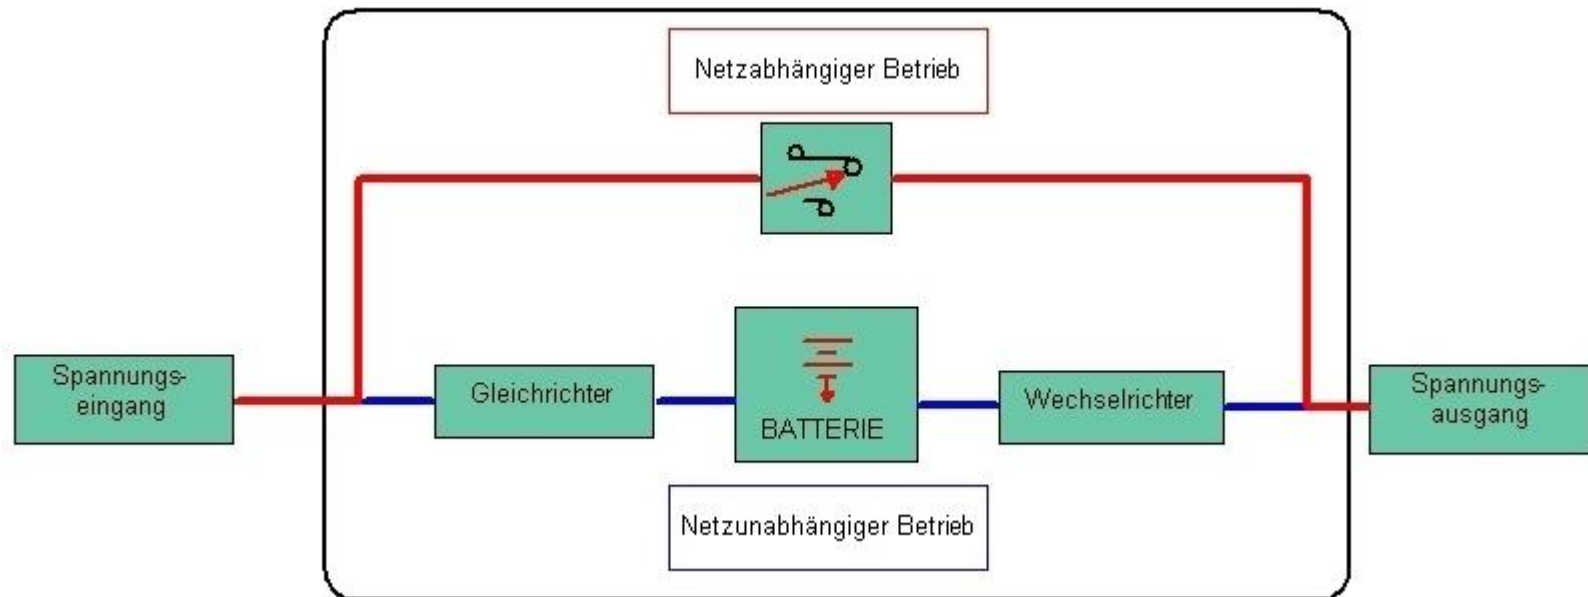 Netzabhängiger Betrieb
Spannungs-
eingang
Gleichrichter
BATTERIE
Wechselrichter
Spannungs-
ausgang
Netzunabhängiger Betrieb